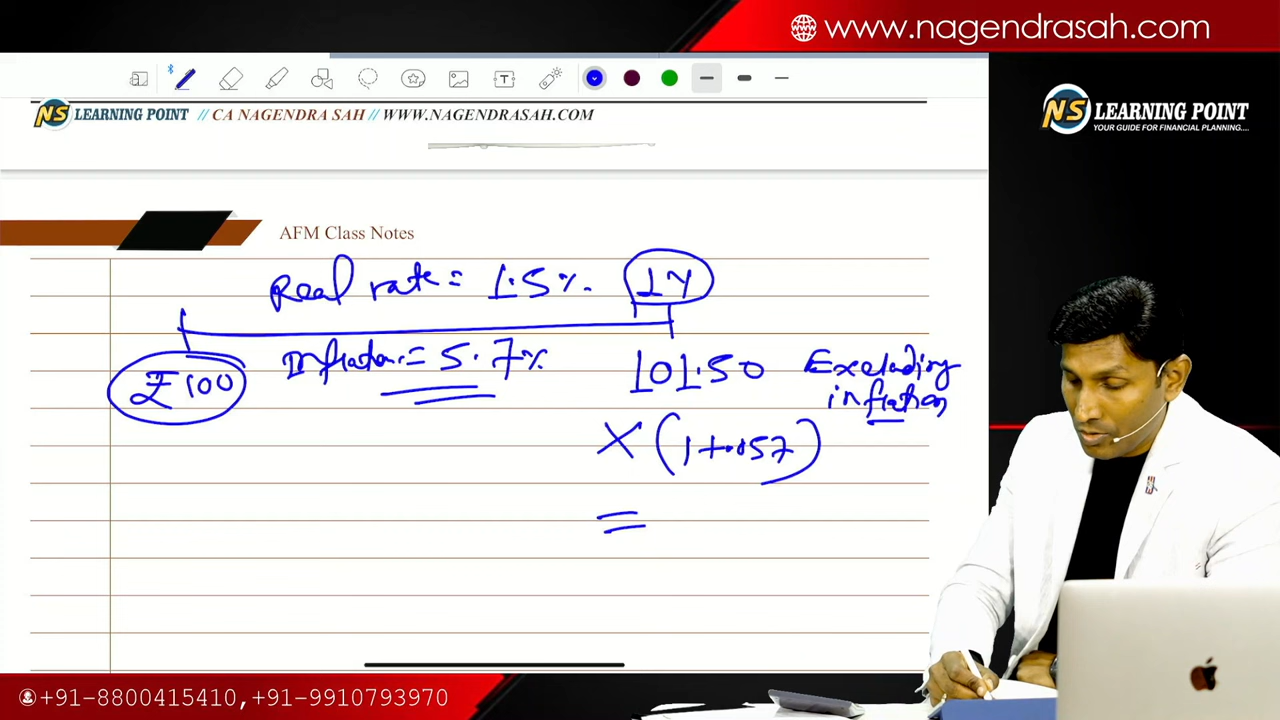 www.nagendrasah.com
NS LEARNING POINT // CA NAGENDRA SAH // WWW.NAGENDRASAH.COM
NS LEARNING POINT
YOUR GUIDE FOR FINANCIAL PLANNING....
AFM Class Notes
Real rate = 1.5%. 1Y
₹100 Inflation = 5.7% 101.50 Excluding
inflation
× (1+.057)
=
+91-8800415410,+91-9910793970